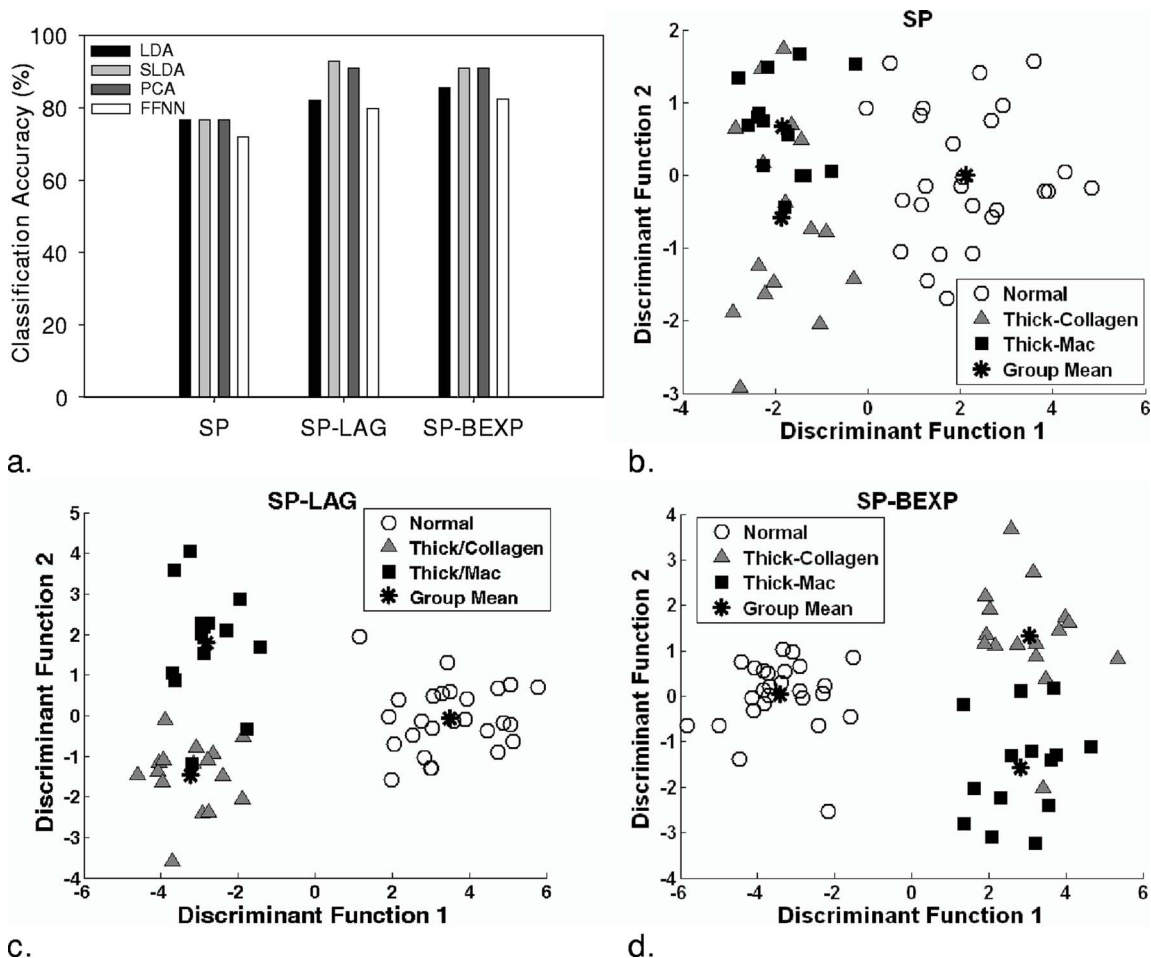 100
80
60
40
20
0
Classification Accuracy (%)
LDA
SLDA
PCA
FFNN
SP
SP-LAG
SP-BEXP
a.
SP
2
1
0
-1
-2
-3
Discriminant Function 2
Normal
Thick-Collagen
Thick-Mac
Group Mean
-4 -2 0 2 4 6
Discriminant Function 1
b.
SP-LAG
5
4
3
2
1
0
-1
-2
-3
-4
Discriminant Function 2
Normal
Thick/Collagen
Thick/Mac
Group Mean
-6 -4 -2 0 2 4 6
Discriminant Function 1
c.
SP-BEXP
4
3
2
1
0
-1
-2
-3
-4
Discriminant Function 2
Normal
Thick-Collagen
Thick-Mac
Group Mean
-6 -4 -2 0 2 4 6
Discriminant Function 1
d.